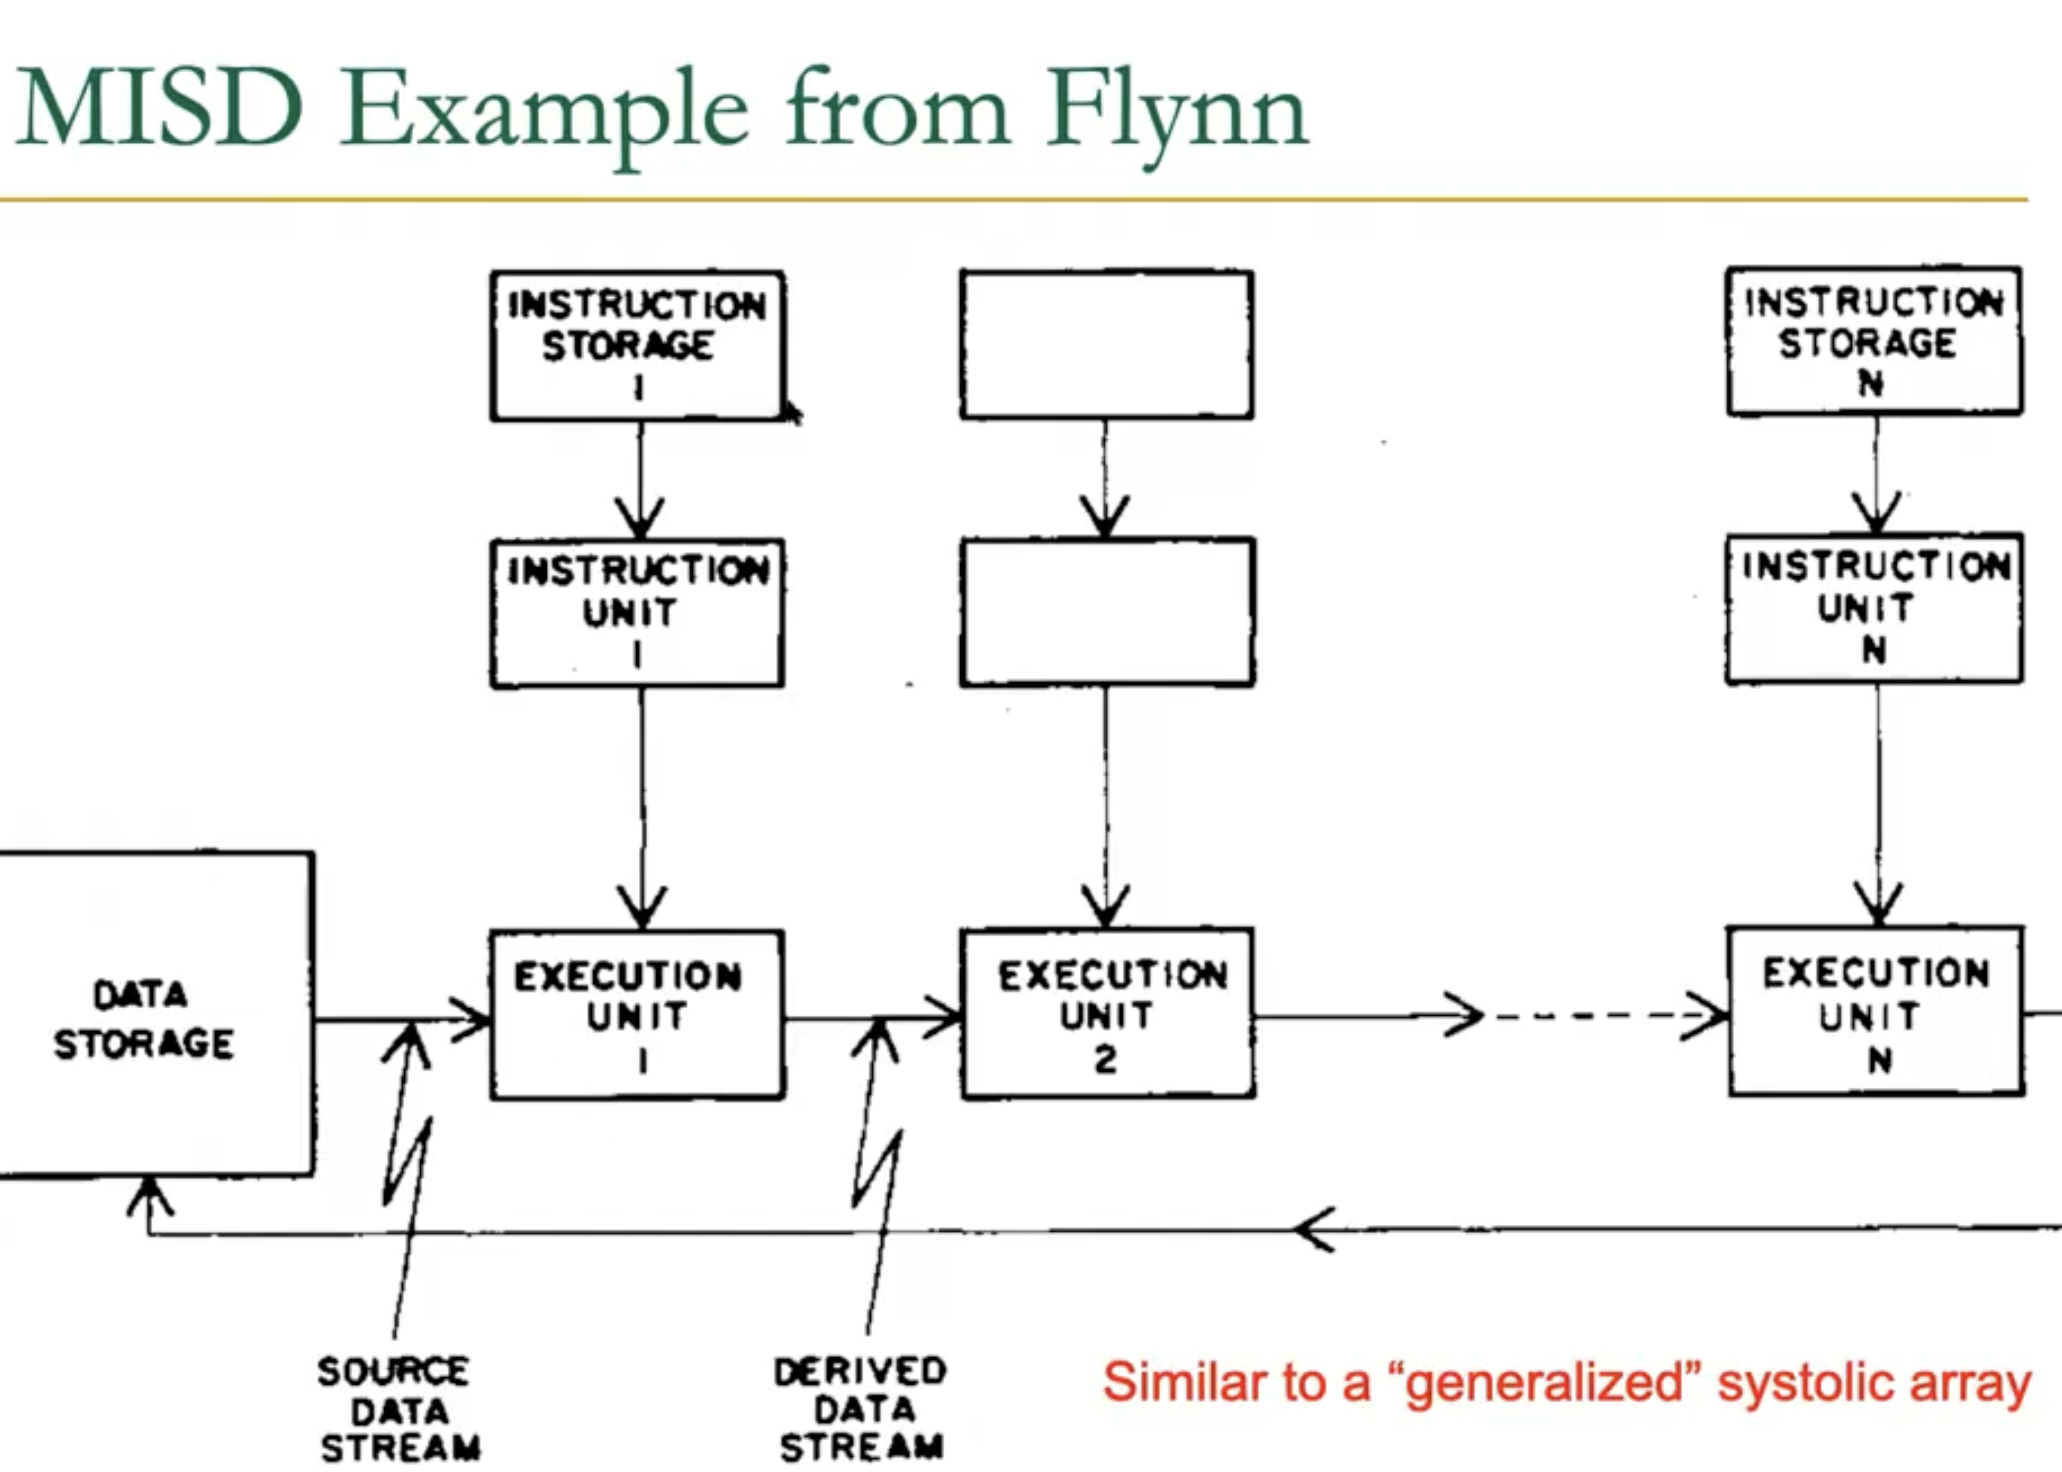 MISD Example from Flynn
INSTRUCTION
STORAGE
1
INSTRUCTION
STORAGE
N
INSTRUCTION
UNIT
1
INSTRUCTION
UNIT
N
DATA
STORAGE
EXECUTION
UNIT
1
EXECUTION
UNIT
2
EXECUTION
UNIT
N
SOURCE
DATA
STREAM
DERIVED
DATA
STREAM
Similar to a “generalized” systolic array